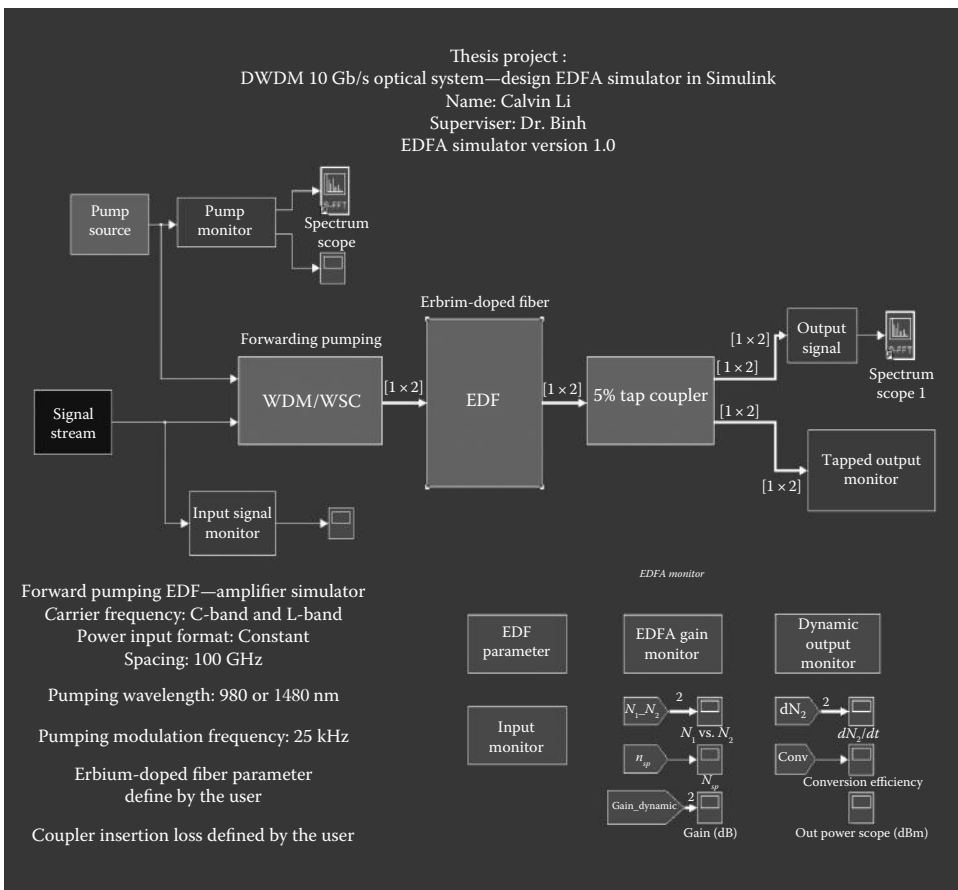 Thesis project :
DWDM 10 Gb/s optical system—design EDFA simulator in Simulink
Name: Calvin Li
Superviser: Dr. Binh
EDFA simulator version 1.0
Pump
source
Pump
monitor
B-FFT
Spectrum
scope
Erbrim-doped fiber
Forwarding pumping
WDM/WSC
[1 × 2]
EDF
[1 × 2]
5% tap coupler
[1 × 2]
[1 × 2]
Output
signal
B-FFT
Spectrum
scope 1
Signal
stream
[1 × 2]
[1 × 2]
Tapped output
monitor
Input signal
monitor
Forward pumping EDF—amplifier simulator
Carrier frequency: C-band and L-band
Power input format: Constant
Spacing: 100 GHz
Pumping wavelength: 980 or 1480 nm
Pumping modulation frequency: 25 kHz
Erbium-doped fiber parameter
define by the user
Coupler insertion loss defined by the user
EDFA monitor
EDF
parameter
EDFA gain
monitor
Dynamic
output
monitor
Input
monitor
N1_N2
2
N1 vs. N2
nsp
Nsp
Gain_dynamic
2
Gain (dB)
dN2
2
dN2/dt
Conv
Conversion efficiency
Out power scope (dBm)